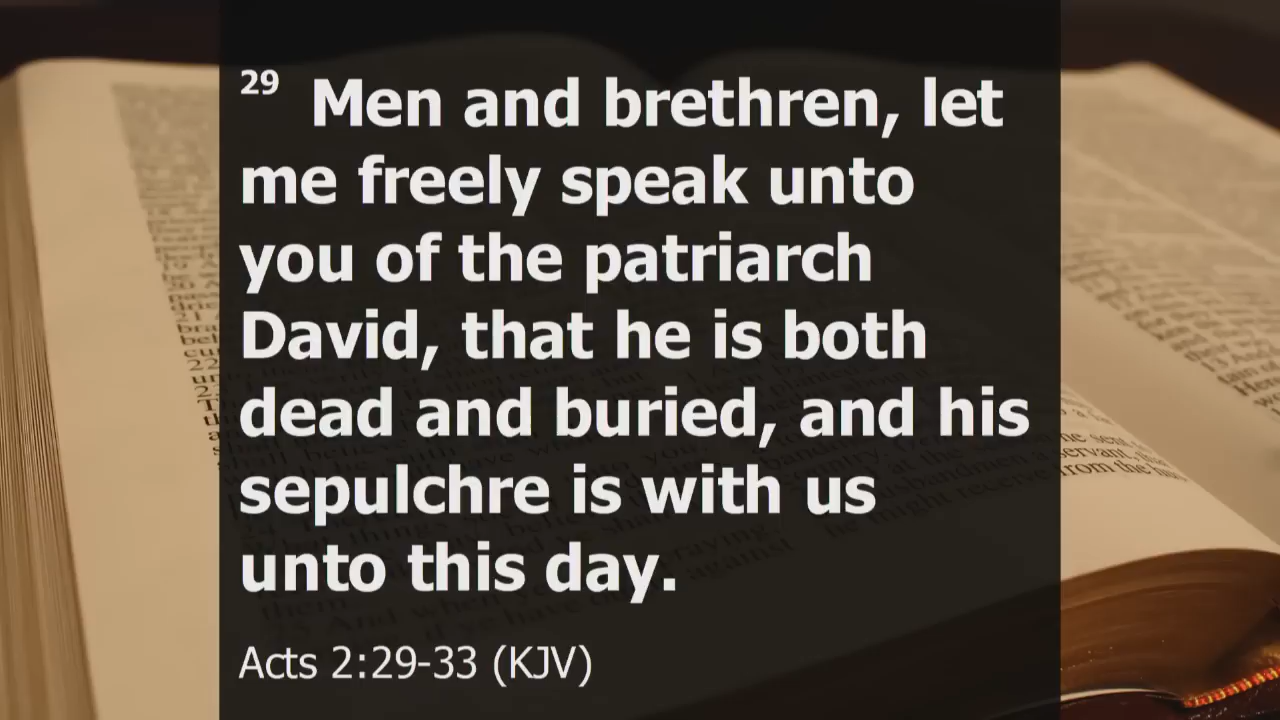 29 Men and brethren, let
me freely speak unto
you of the patriarch
David, that he is both
dead and buried, and his
sepulchre is with us
unto this day.
Acts 2:29-33 (KJV)